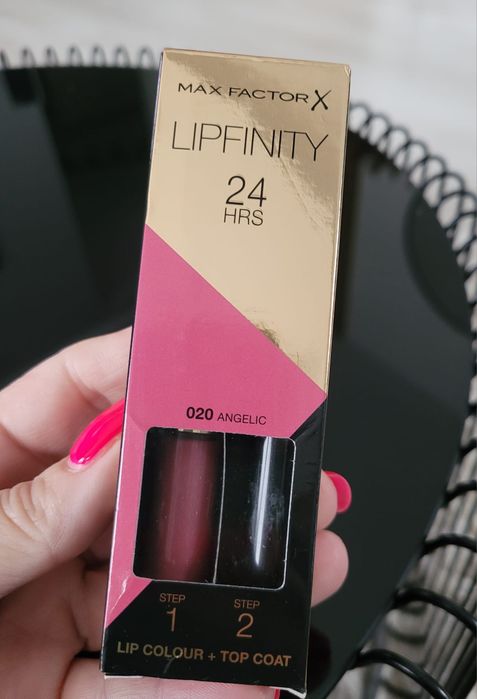 MAX FACTOR X
LIPFINITY
24
HRS
020 ANGELIC
STEP STEP
1 2
LIP COLOUR + TOP COAT